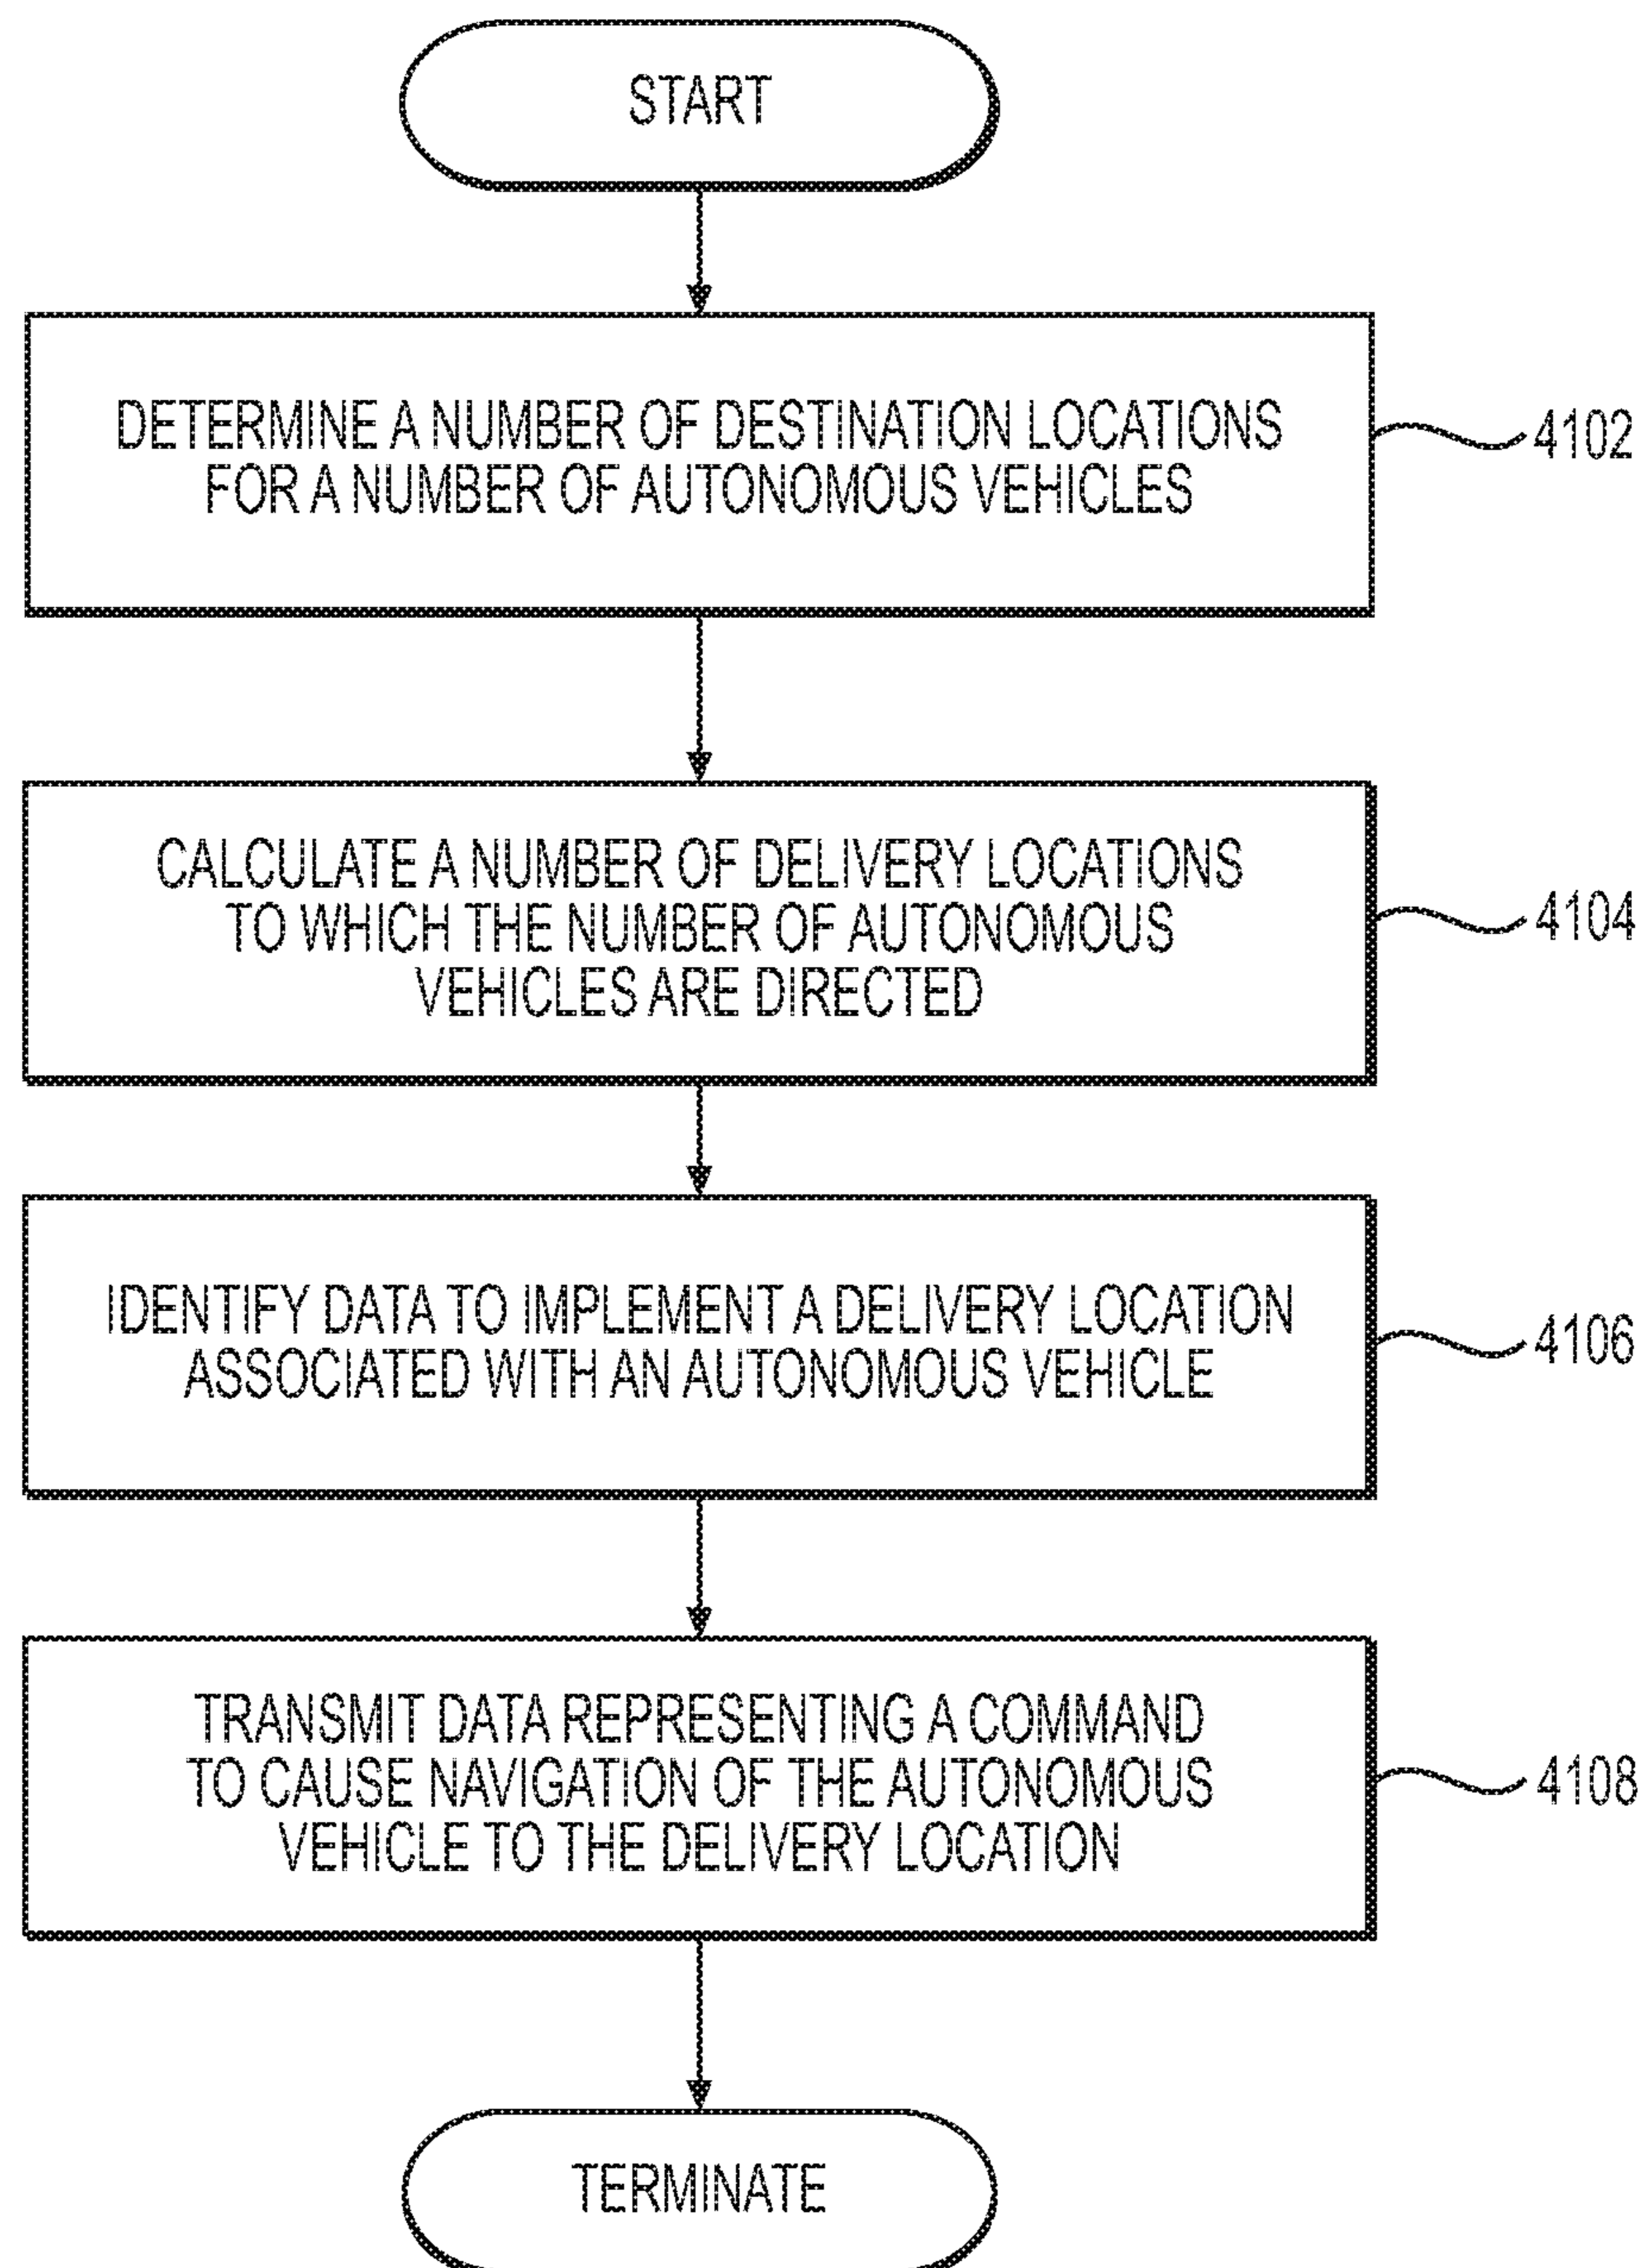 START
DETERMINE A NUMBER OF DESTINATION LOCATIONS
FOR A NUMBER OF AUTONOMOUS VEHICLES
4102
CALCULATE A NUMBER OF DELIVERY LOCATIONS
TO WHICH THE NUMBER OF AUTONOMOUS
VEHICLES ARE DIRECTED
4104
IDENTIFY DATA TO IMPLEMENT A DELIVERY LOCATION
ASSOCIATED WITH AN AUTONOMOUS VEHICLE
4106
TRANSMIT DATA REPRESENTING A COMMAND
TO CAUSE NAVIGATION OF THE AUTONOMOUS
VEHICLE TO THE DELIVERY LOCATION
4108
TERMINATE